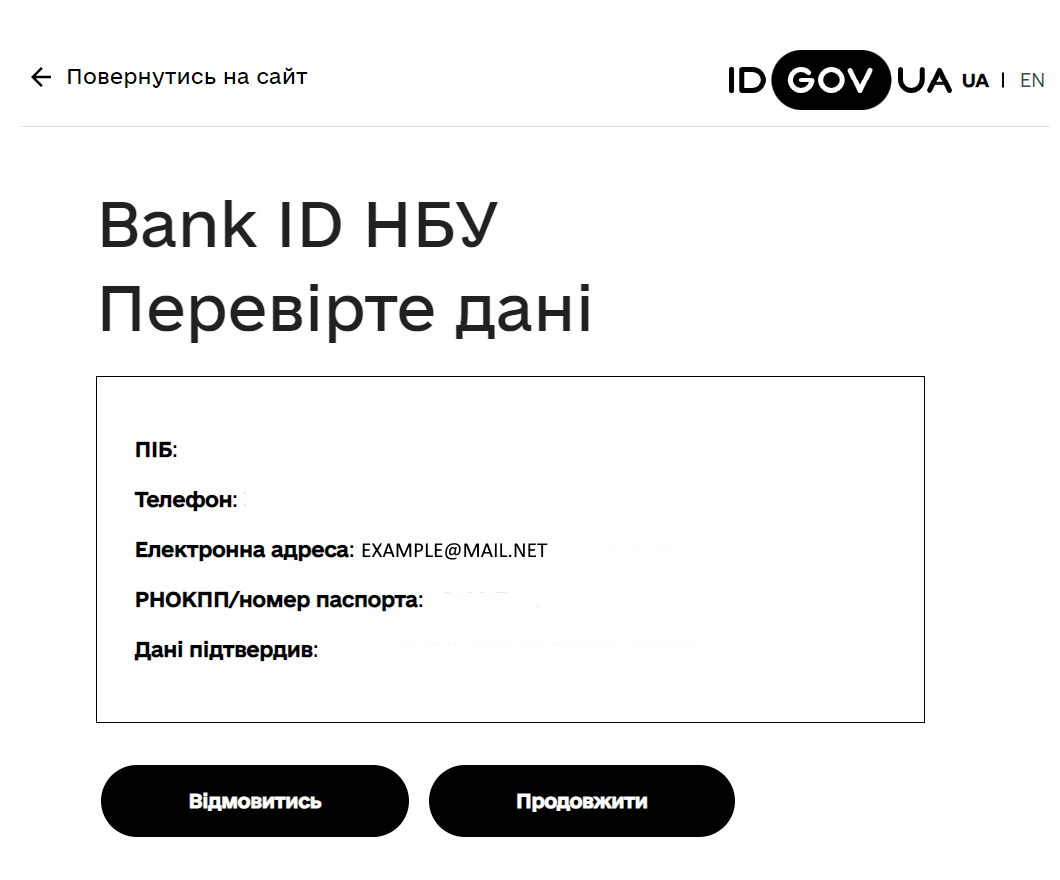 ← Повернутись на сайт
ID GOV UA UA | EN
Bank ID НБУ
Перевірте дані
ПІБ:
Телефон:
Електронна адреса: EXAMPLE@MAIL.NET
РНОКПП/номер паспорта:
Дані підтвердив:
Відмовитись Продовжити